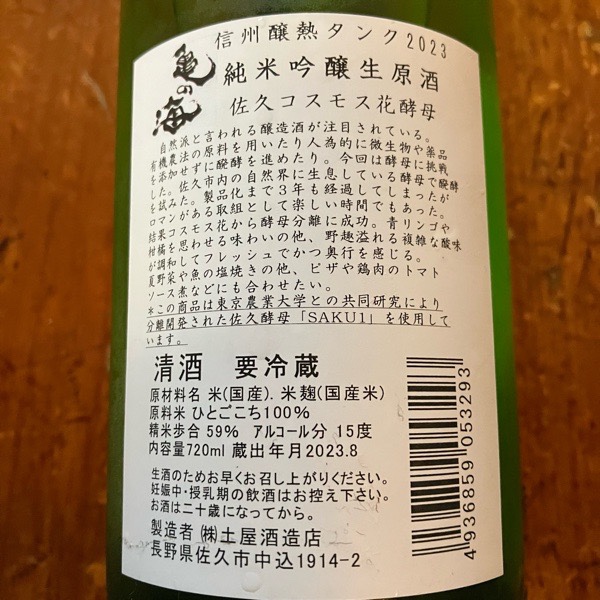 信州醸熱タンク2023
亀の海
純米吟醸生原酒
佐久コスモス花酵母
自然派と言われる醸造酒が注目されている。
有機農法の原料を用いたり人為的に微生物や薬品
を添加せずに醗酵を進めたり。今回は酵母に挑戦
した。佐久市内の自然界に生息している酵母で醗酵
を試みた。製品化まで3年も経過してしまったが
ロマンがある取組として楽しい時間でもあった。
結果コスモス花から酵母分離に成功。青リンゴや
柑橘を思わせる味わいの他、野趣溢れる複雑な酸味
が調和してフレッシュでかつ奥行を感じる。
夏野菜や魚の塩焼きの他、ピザや鶏肉のトマト
ソース煮などにも合わせたい。
*この商品は東京農業大学との共同研究により
分離開発された佐久酵母「SAKU1」を使用して
います。
清酒 要冷蔵
原材料名 米(国産). 米麹(国産米)
原料米 ひとごこち100%
精米歩合 59% アルコール分 15度
内容量720ml 蔵出年月2023.8
生酒のためお早くお召し上がりください。
妊娠中・授乳期の飲酒はお控え下さい。
お酒は二十歳になってから。
製造者 ㈱土屋酒造店
長野県佐久市中込1914-2
4936859053293